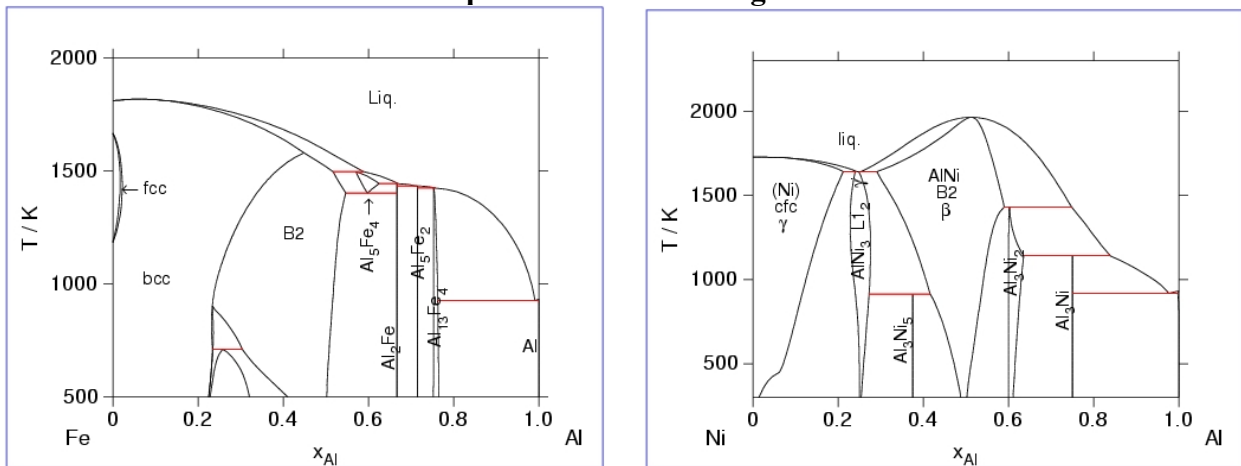 2000
1500
1000
500
T / K
Liq.
fcc
bcc
B2
Al5Fe4
Al2Fe
Al5Fe2
Al13Fe4
Al
0 0.2 0.4 0.6 0.8 1.0
Fe Al
xAl
2000
1500
1000
500
T / K
liq.
(Ni)
cfc
γ
AlNi3 L12 γ'
AlNi
B2
β
Al3Ni5
Al3Ni2
Al3Ni
0 0.2 0.4 0.6 0.8 1.0
Ni Al
xAl